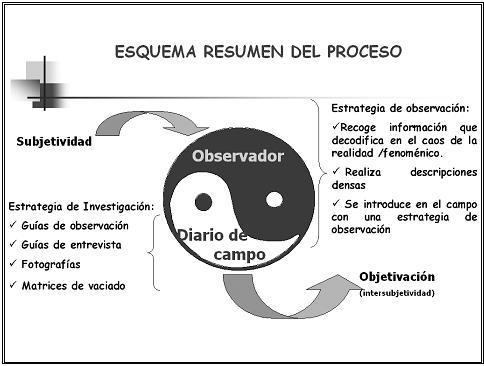 ESQUEMA RESUMEN DEL PROCESO
Subjetividad
Observador
Diario de
campo
Estrategia de observación:
✓Recoge información que
decodifica en el caos de la
realidad /fenoménico.
✓ Realiza descripciones
densas
✓ Se introduce en el campo
con una estrategia de
observación
Estrategia de Investigación:
✓ Guías de observación
✓ Guías de entrevista
✓ Fotografías
✓ Matrices de vaciado
Objetivación
(intersubjetividad)